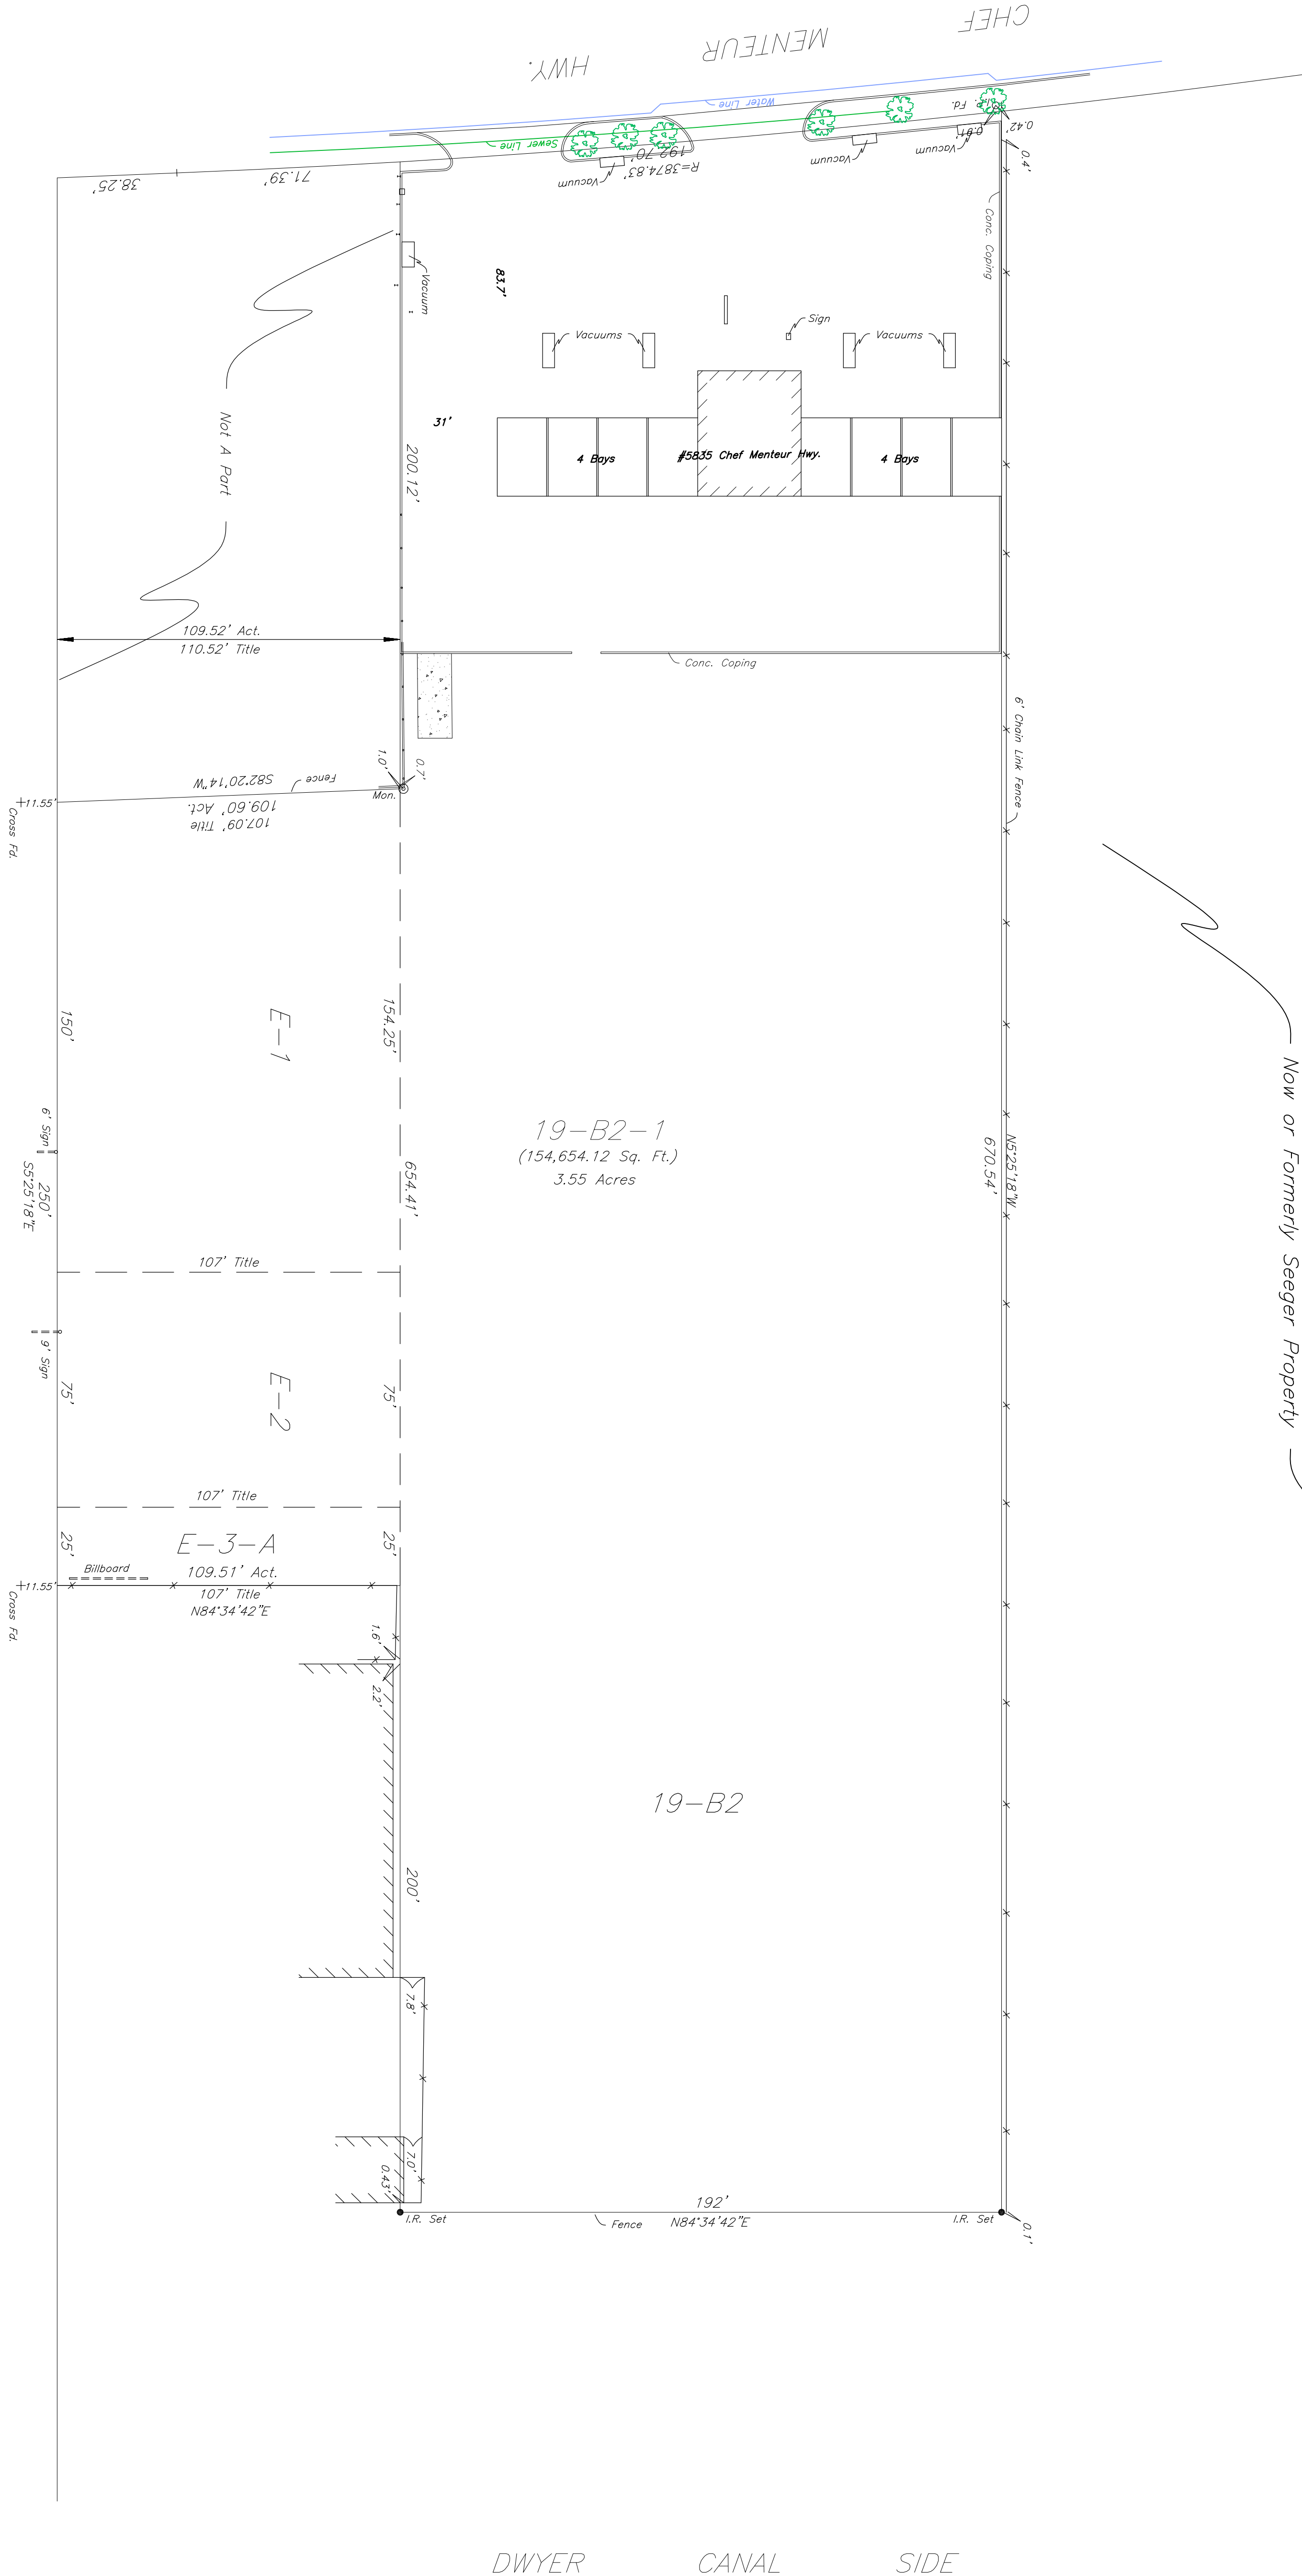 CHEF MENTEUR HWY.
Water Line
Sewer Line
I.P. Fd.
0.42'
0.91'
0.4'
Vacuum
Vacuum
Vacuum
192.70'
R=3874.83'
71.39'
38.25'
Vacuum
Conc. Coping
83.7'
Sign
Vacuums
Vacuums
Not A Part
31'
200.12'
4 Bays
#5835 Chef Menteur Hwy.
4 Bays
109.52' Act.
110.52' Title
Conc. Coping
6' Chain Link Fence
1.0'
0.7'
Fence
S82°20'14"W
109.60' Act.
107.09' Title
Mon.
11.55'
Cross Fd.
150'
E-1
154.25'
6' Sign
250'
S5°25'18"E
19-B2-1
(154,654.12 Sq. Ft.)
3.55 Acres
654.41'
N5°25'18"W
670.54'
Now or Formerly Seeger Property
107' Title
9' Sign
75'
E-2
75'
107' Title
25'
E-3-A
25'
Billboard
109.51' Act.
107' Title
N84°34'42"E
11.55'
Cross Fd.
1.6'
2.2'
19-B2
200'
7.8'
7.0'
0.43'
I.R. Set
192'
Fence
N84°34'42"E
I.R. Set
0.1'
DWYER CANAL SIDE